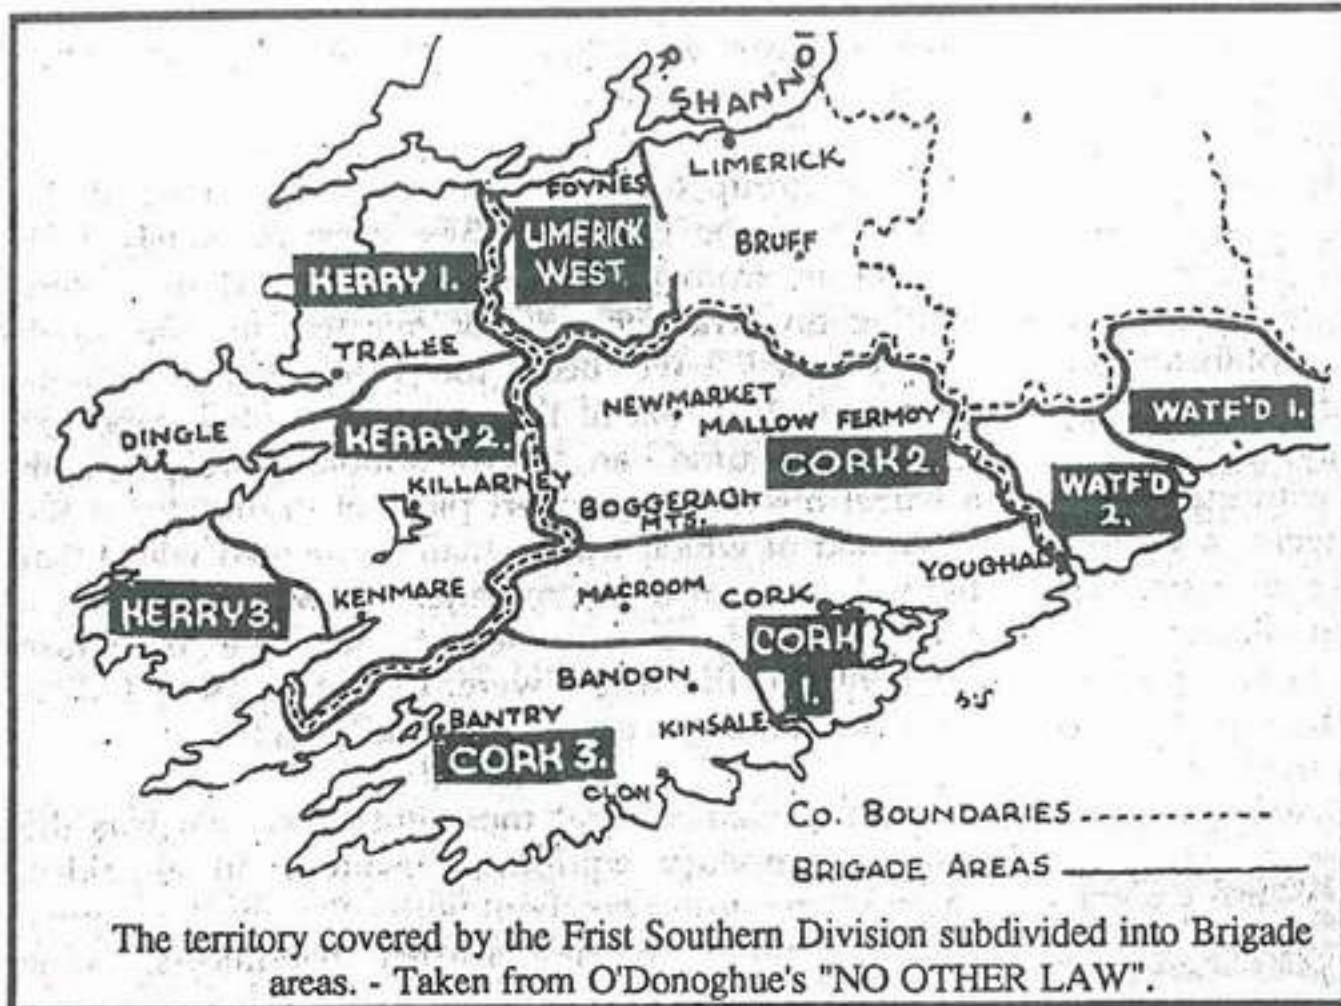 R. SHANNON
LIMERICK
FOYNES
LIMERICK
WEST.
BRUFF
KERRY 1.
TRALEE
NEWMARKET
MALLOW FERMOY
WATF'D 1.
DINGLE
KERRY 2.
CORK 2.
KILLARNEY
WATF'D
2.
BOGGERAGH
MTS.
YOUGHAL
KERRY 3.
KENMARE
MACROOM
CORK
CORK
1.
BANDON
BANTRY
KINSALE
CORK 3.
CLON
Co. BOUNDARIES
BRIGADE AREAS
The territory covered by the Frist Southern Division subdivided into Brigade
areas. - Taken from O'Donoghue's "NO OTHER LAW".